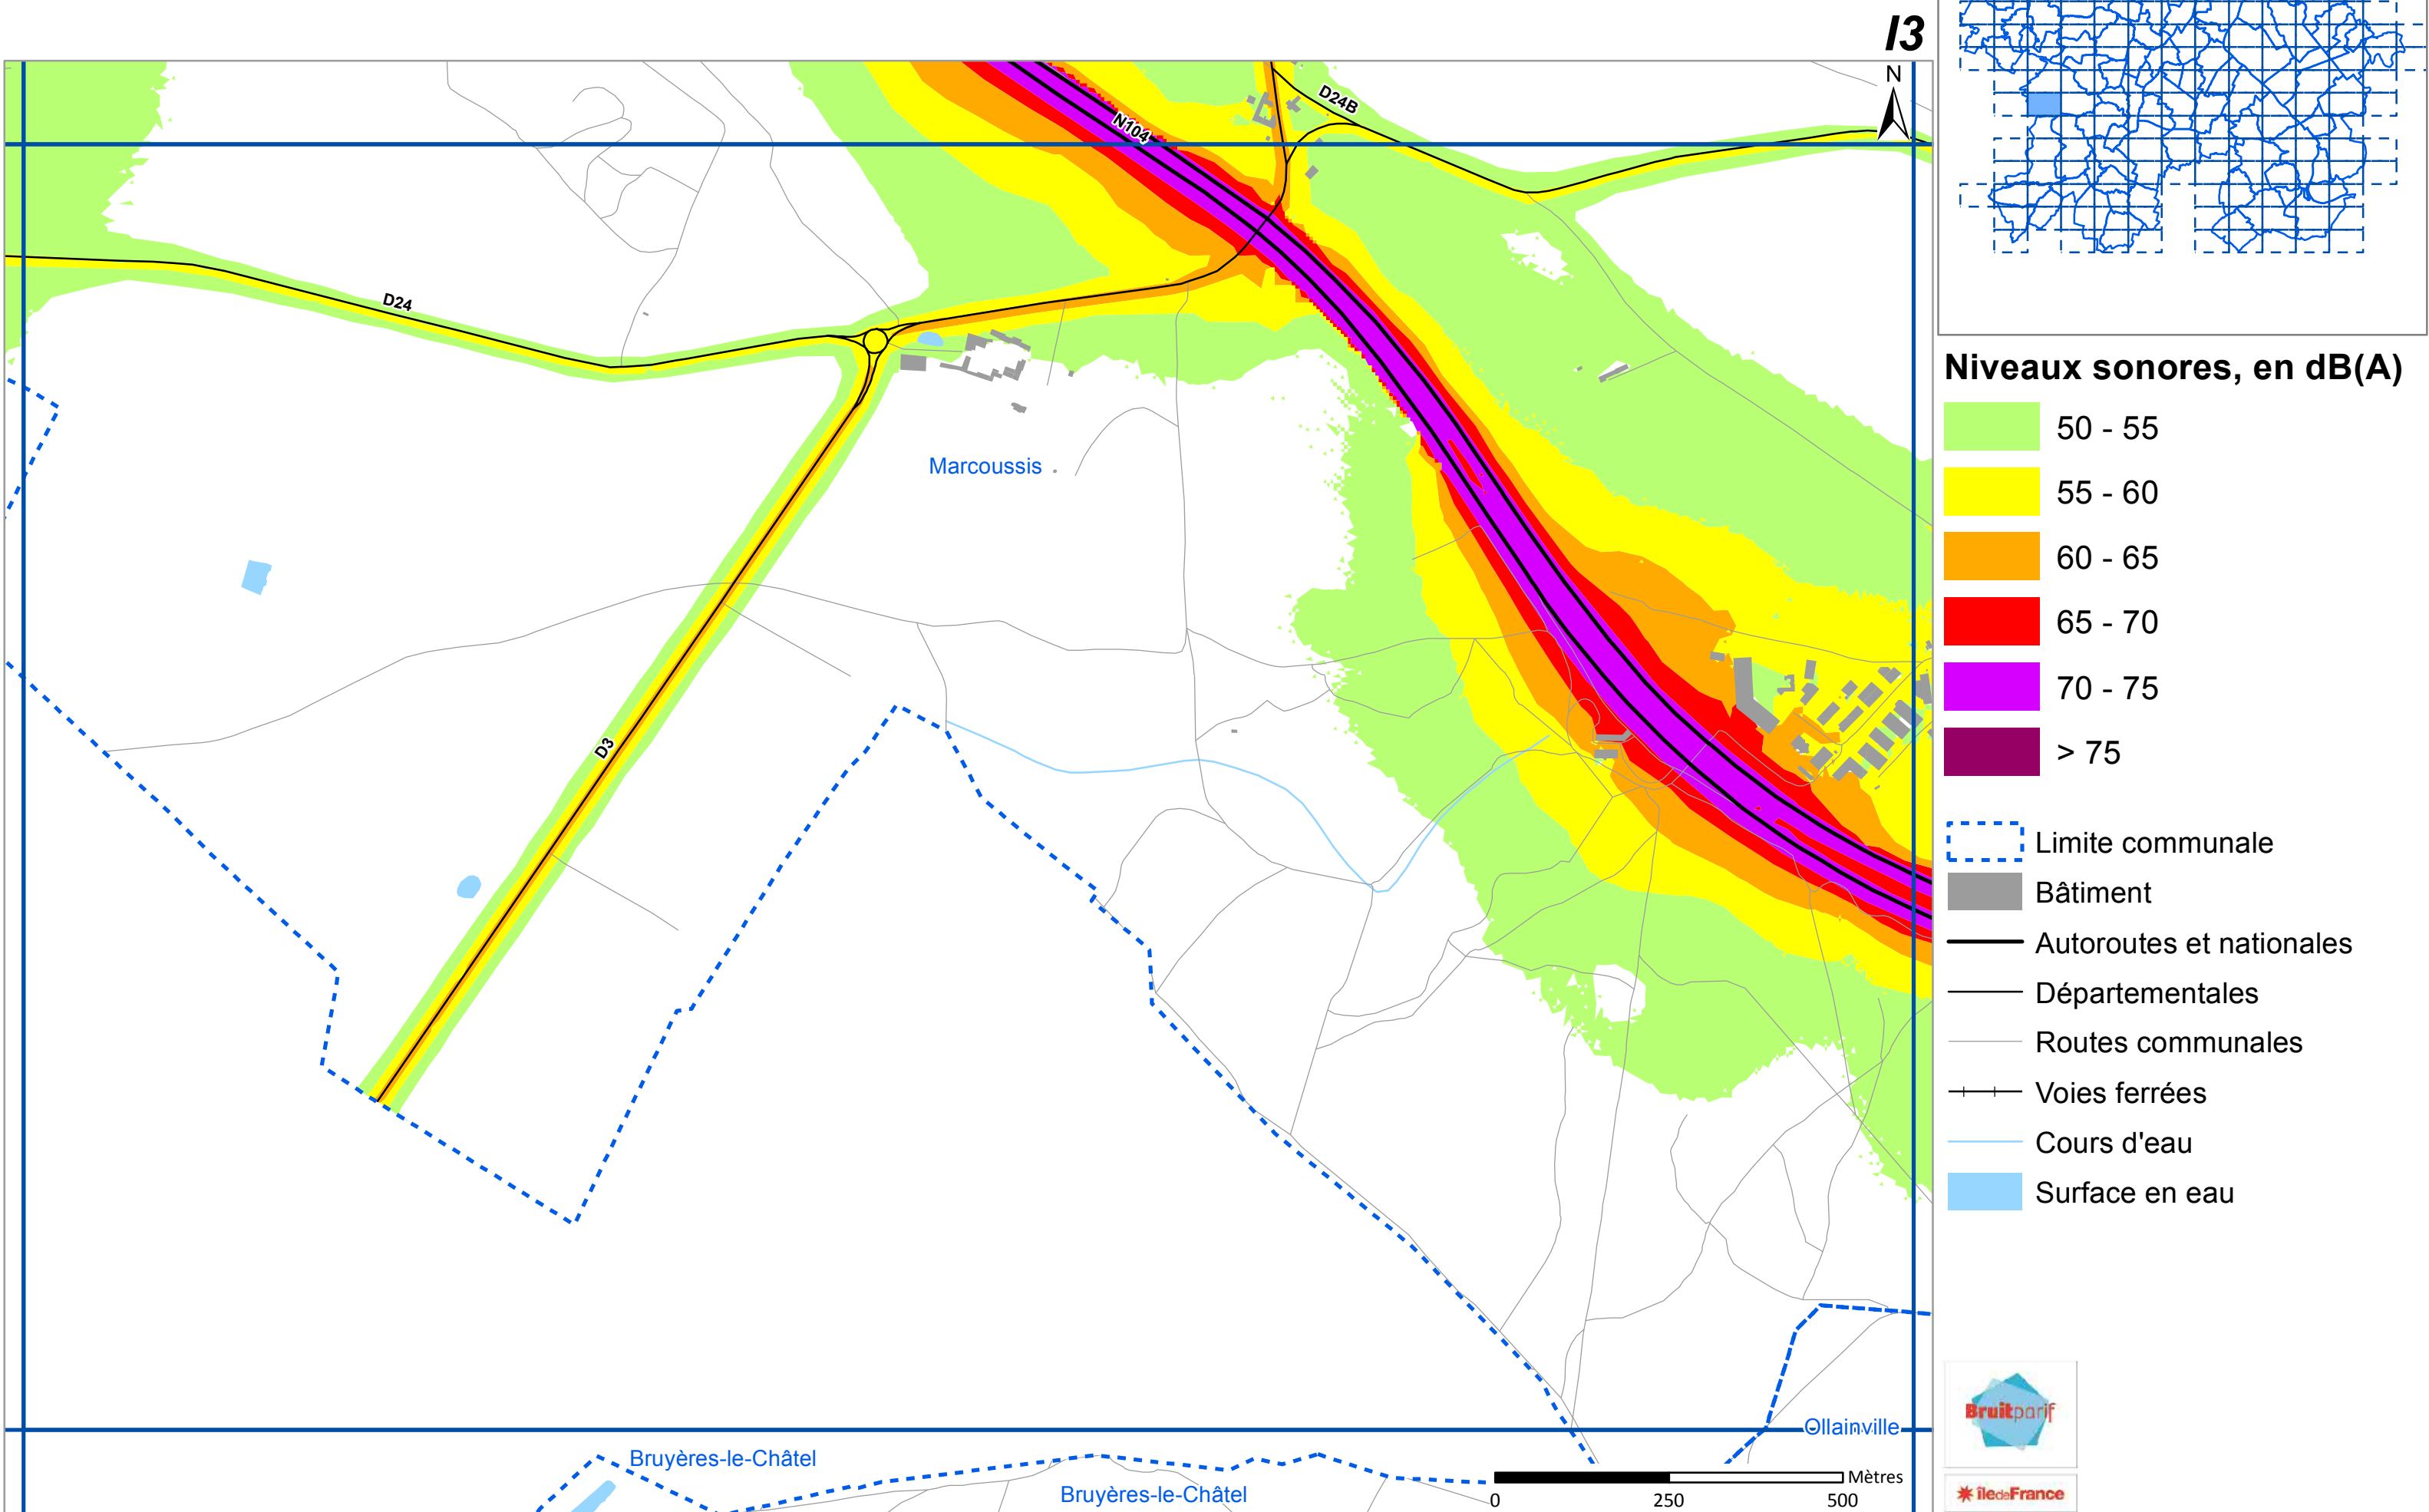 I3
N
D24B
N104
D24
Marcoussis
D3
Ollainville
Bruyères-le-Châtel
Bruyères-le-Châtel
Mètres
0 250 500
Niveaux sonores, en dB(A)
50 - 55
55 - 60
60 - 65
65 - 70
70 - 75
> 75
Limite communale
Bâtiment
Autoroutes et nationales
Départementales
Routes communales
Voies ferrées
Cours d'eau
Surface en eau
Bruitparif
îledeFrance